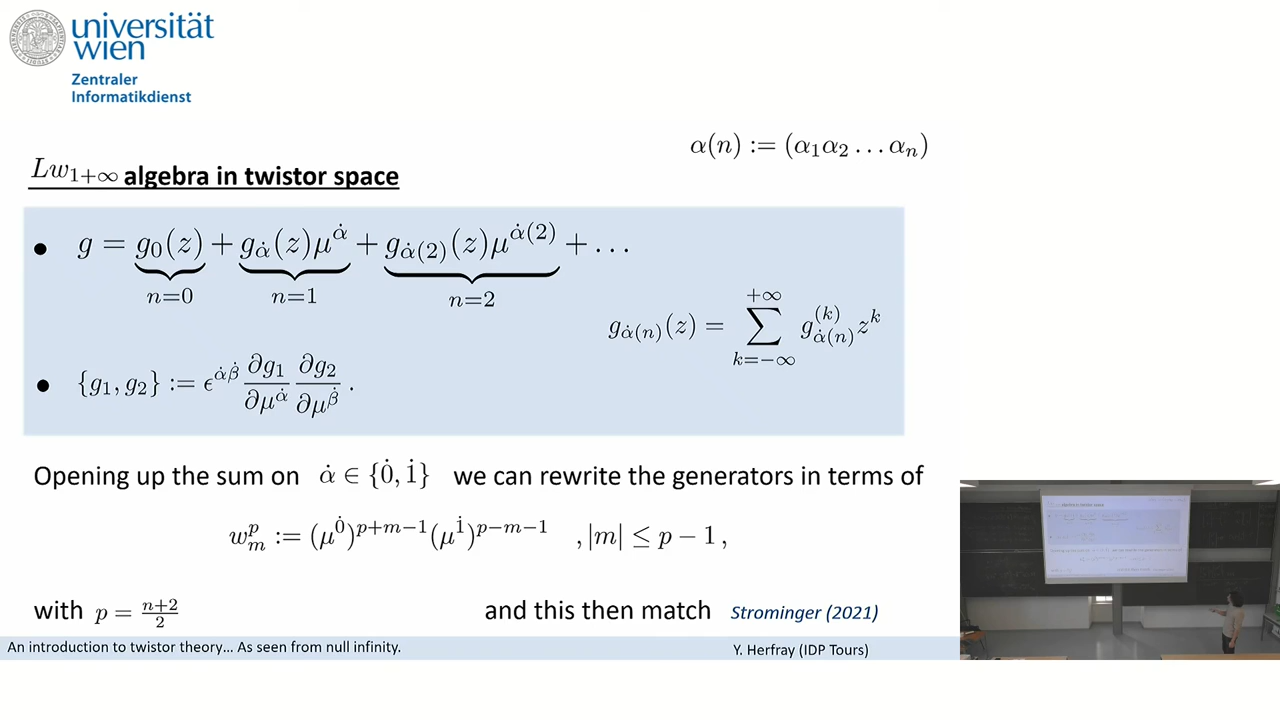 universität
wien
Zentraler
Informatikdienst
α(n) := (α₁α₂ … αₙ)
Lw₁₊∞ algebra in twistor space
• g = g₀(z) + g_α̇(z)μ^α̇ + g_α̇(2)(z)μ^α̇(2) + …
n=0 n=1 n=2
g_α̇(n)(z) = ∑_{k=−∞}^{+∞} g^{(k)}_α̇(n) z^k
• {g₁, g₂} := ϵ^{α̇β̇} ∂g₁/∂μ^α̇ ∂g₂/∂μ^β̇ .
Opening up the sum on α̇ ∈ {0̇, 1̇} we can rewrite the generators in terms of
w^p_m := (μ^0̇)^{p+m−1}(μ^1̇)^{p−m−1} , |m| ≤ p − 1 ,
with p = (n+2)/2 and this then match Strominger (2021)
An introduction to twistor theory… As seen from null infinity. Y. Herfray (IDP Tours)